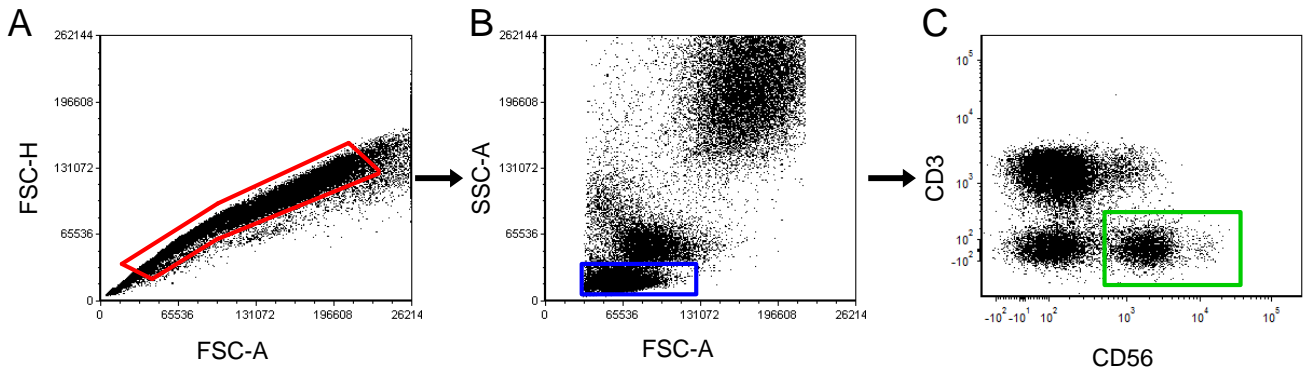 A
FSC-H
262144
196608
131072
65536
0
0 65536 131072 196608 26214
FSC-A
B
SSC-A
262144
196608
131072
65536
0
0 65536 131072 196608 26214
FSC-A
C
CD3
10^5
10^4
10^3
10^2
-10^2
-10^2 -10^1 10^2 10^3 10^4 10^5
CD56